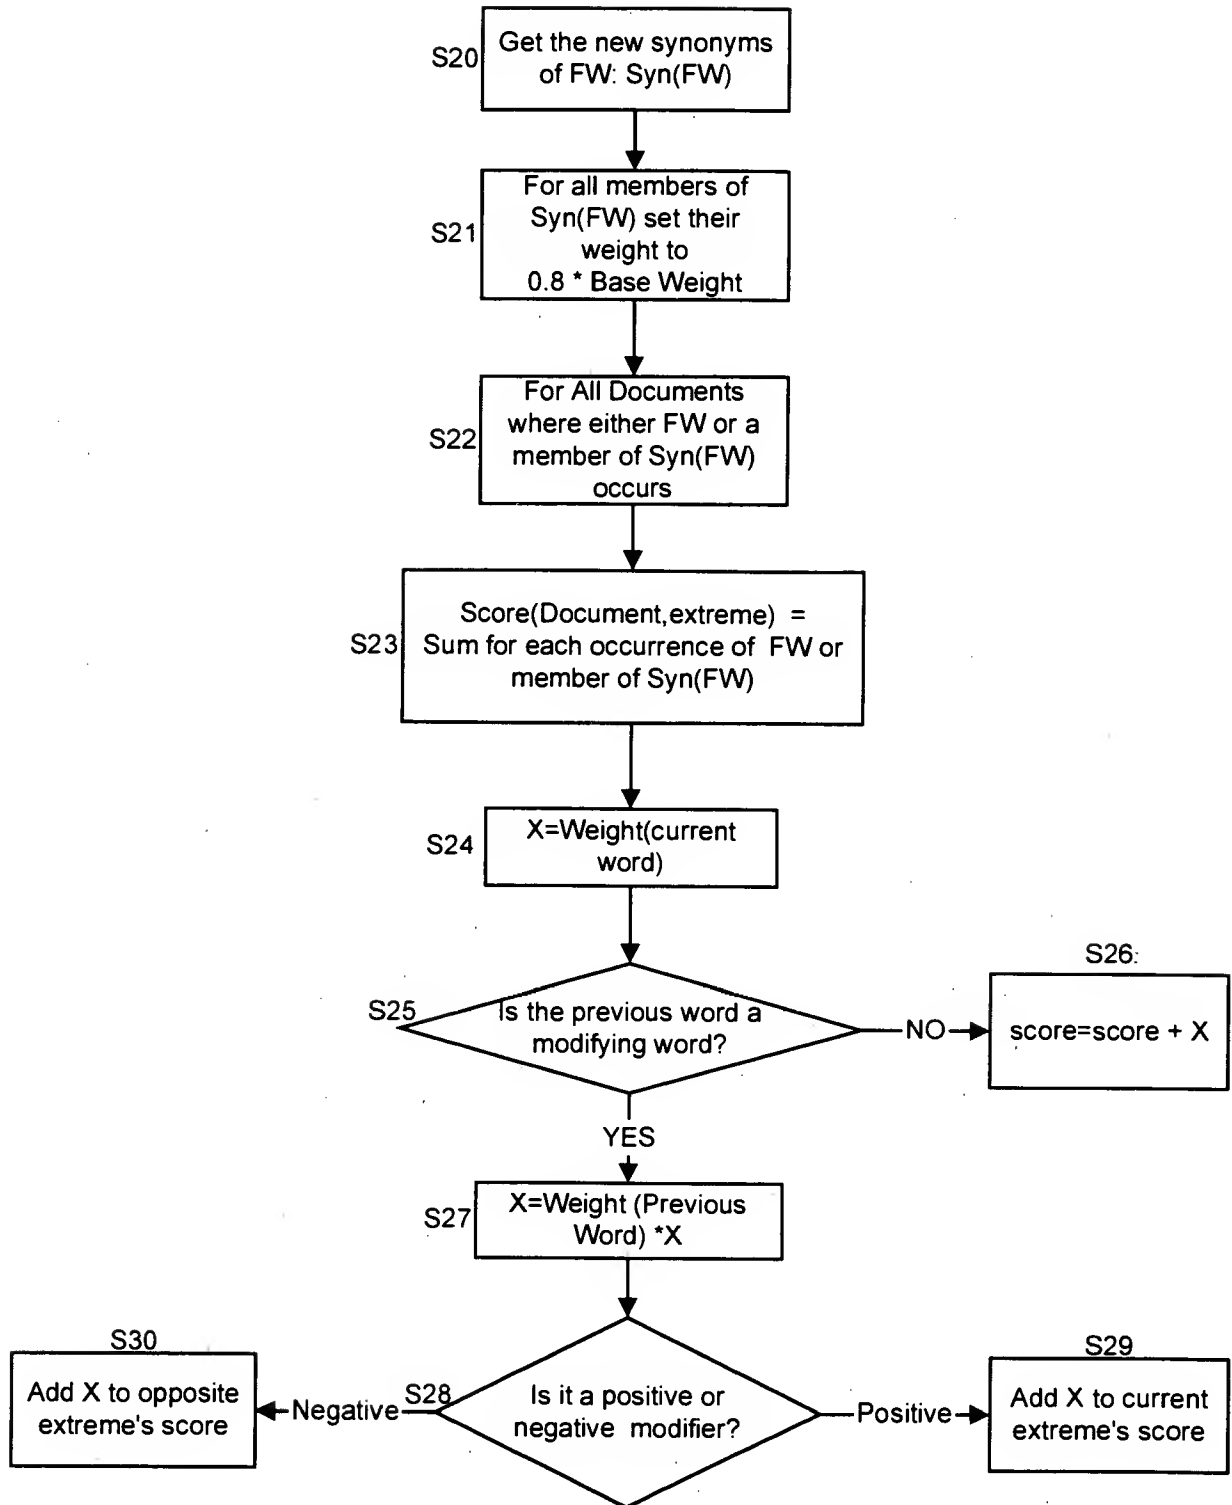 S20
Get the new synonyms
of FW: Syn(FW)
S21
For all members of
Syn(FW) set their
weight to
0.8 * Base Weight
S22
For All Documents
where either FW or a
member of Syn(FW)
occurs
S23
Score(Document,extreme) =
Sum for each occurrence of FW or
member of Syn(FW)
S24
X=Weight(current
word)
S25
Is the previous word a
modifying word?
NO
S26:
score=score + X
YES
S27
X=Weight (Previous
Word) *X
S28
Is it a positive or
negative modifier?
Negative
S30
Add X to opposite
extreme's score
Positive
S29
Add X to current
extreme's score